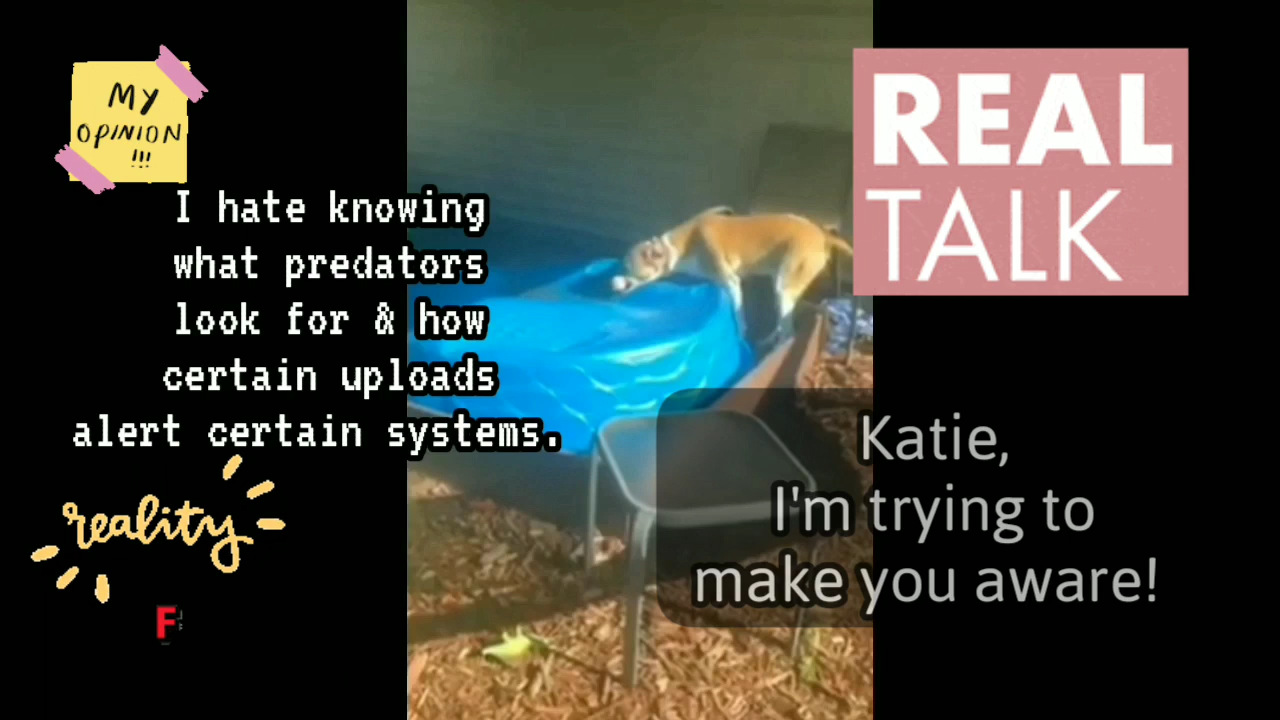 MY
OPINION
!!!
I hate knowing
what predators
look for & how
certain uploads
alert certain systems.
reality
F
REAL
TALK
Katie,
I'm trying to
make you aware!